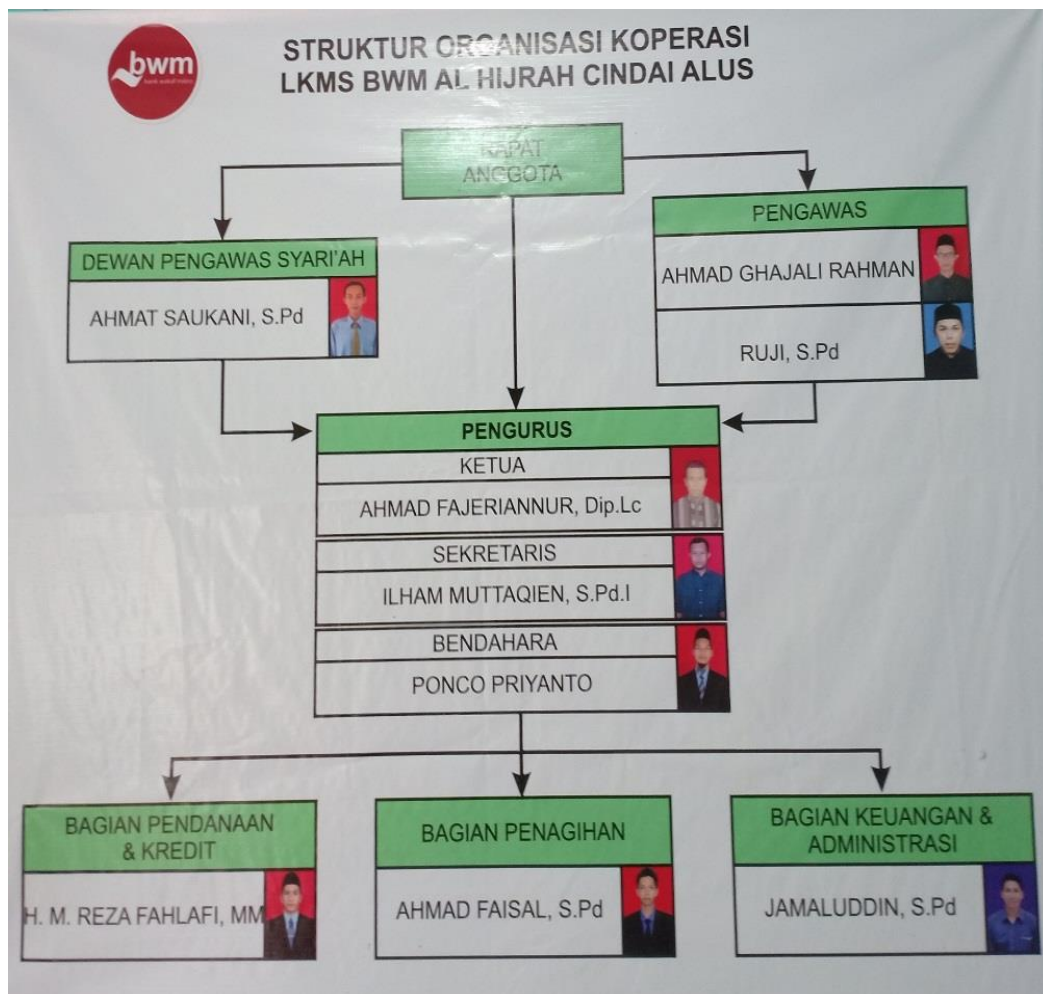 bwm
STRUKTUR ORGANISASI KOPERASI
LKMS BWM AL HIJRAH CINDAI ALUS
RAPAT
ANGGOTA
DEWAN PENGAWAS SYARI'AH
AHMAT SAUKANI, S.Pd
PENGAWAS
AHMAD GHAJALI RAHMAN
RUJI, S.Pd
PENGURUS
KETUA
AHMAD FAJERIANNUR, Dip.Lc
SEKRETARIS
ILHAM MUTTAQIEN, S.Pd.I
BENDAHARA
PONCO PRIYANTO
BAGIAN PENDANAAN
& KREDIT
H. M. REZA FAHLAFI, MM
BAGIAN PENAGIHAN
AHMAD FAISAL, S.Pd
BAGIAN KEUANGAN &
ADMINISTRASI
JAMALUDDIN, S.Pd